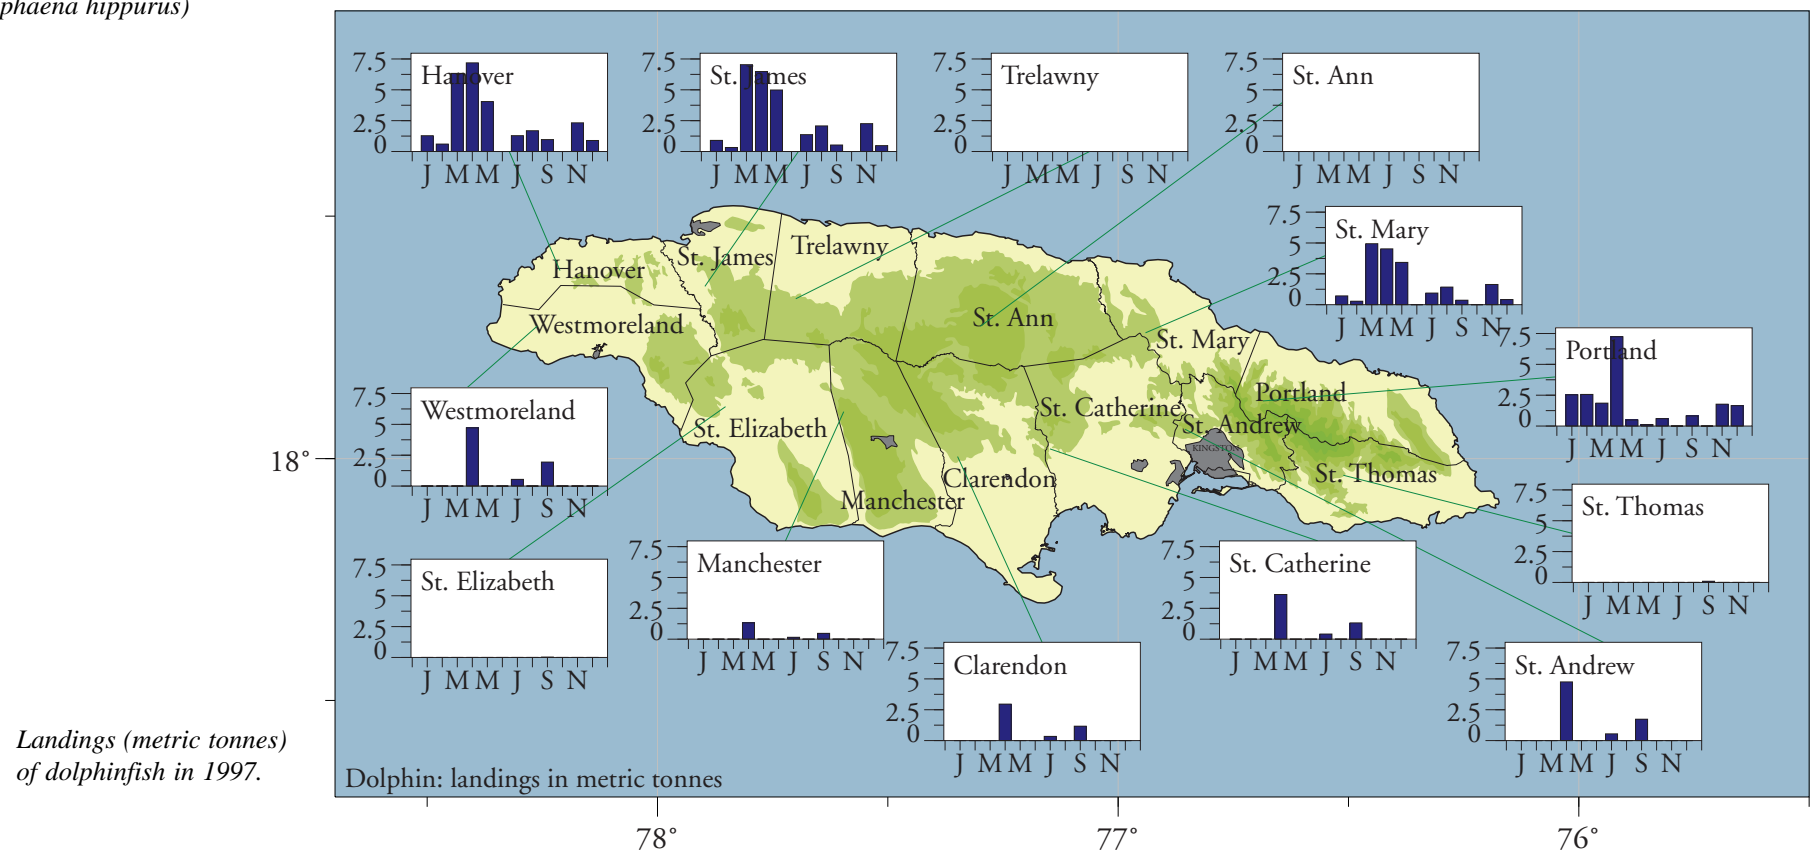 phaena hippurus)
7.5
5
2.5
0
Hanover
J M M J S N
7.5
5
2.5
0
St. James
J M M J S N
7.5
5
2.5
0
Trelawny
J M M J S N
7.5
5
2.5
0
St. Ann
J M M J S N
7.5
5
2.5
0
St. Mary
J M M J S N
7.5
5
2.5
0
Portland
J M M J S N
Hanover
St. James
Trelawny
Westmoreland
St. Ann
St. Mary
Portland
St. Elizabeth
St. Catherine
St. Andrew
KINGSTON
Manchester
Clarendon
St. Thomas
18°
7.5
5
2.5
0
Westmoreland
J M M J S N
7.5
5
2.5
0
St. Thomas
J M M J S N
7.5
5
2.5
0
St. Elizabeth
J M M J S N
7.5
5
2.5
0
Manchester
J M M J S N
7.5
5
2.5
0
St. Catherine
J M M J S N
7.5
5
2.5
0
Clarendon
J M M J S N
7.5
5
2.5
0
St. Andrew
J M M J S N
Landings (metric tonnes)
of dolphinfish in 1997.
Dolphin: landings in metric tonnes
78°
77°
76°